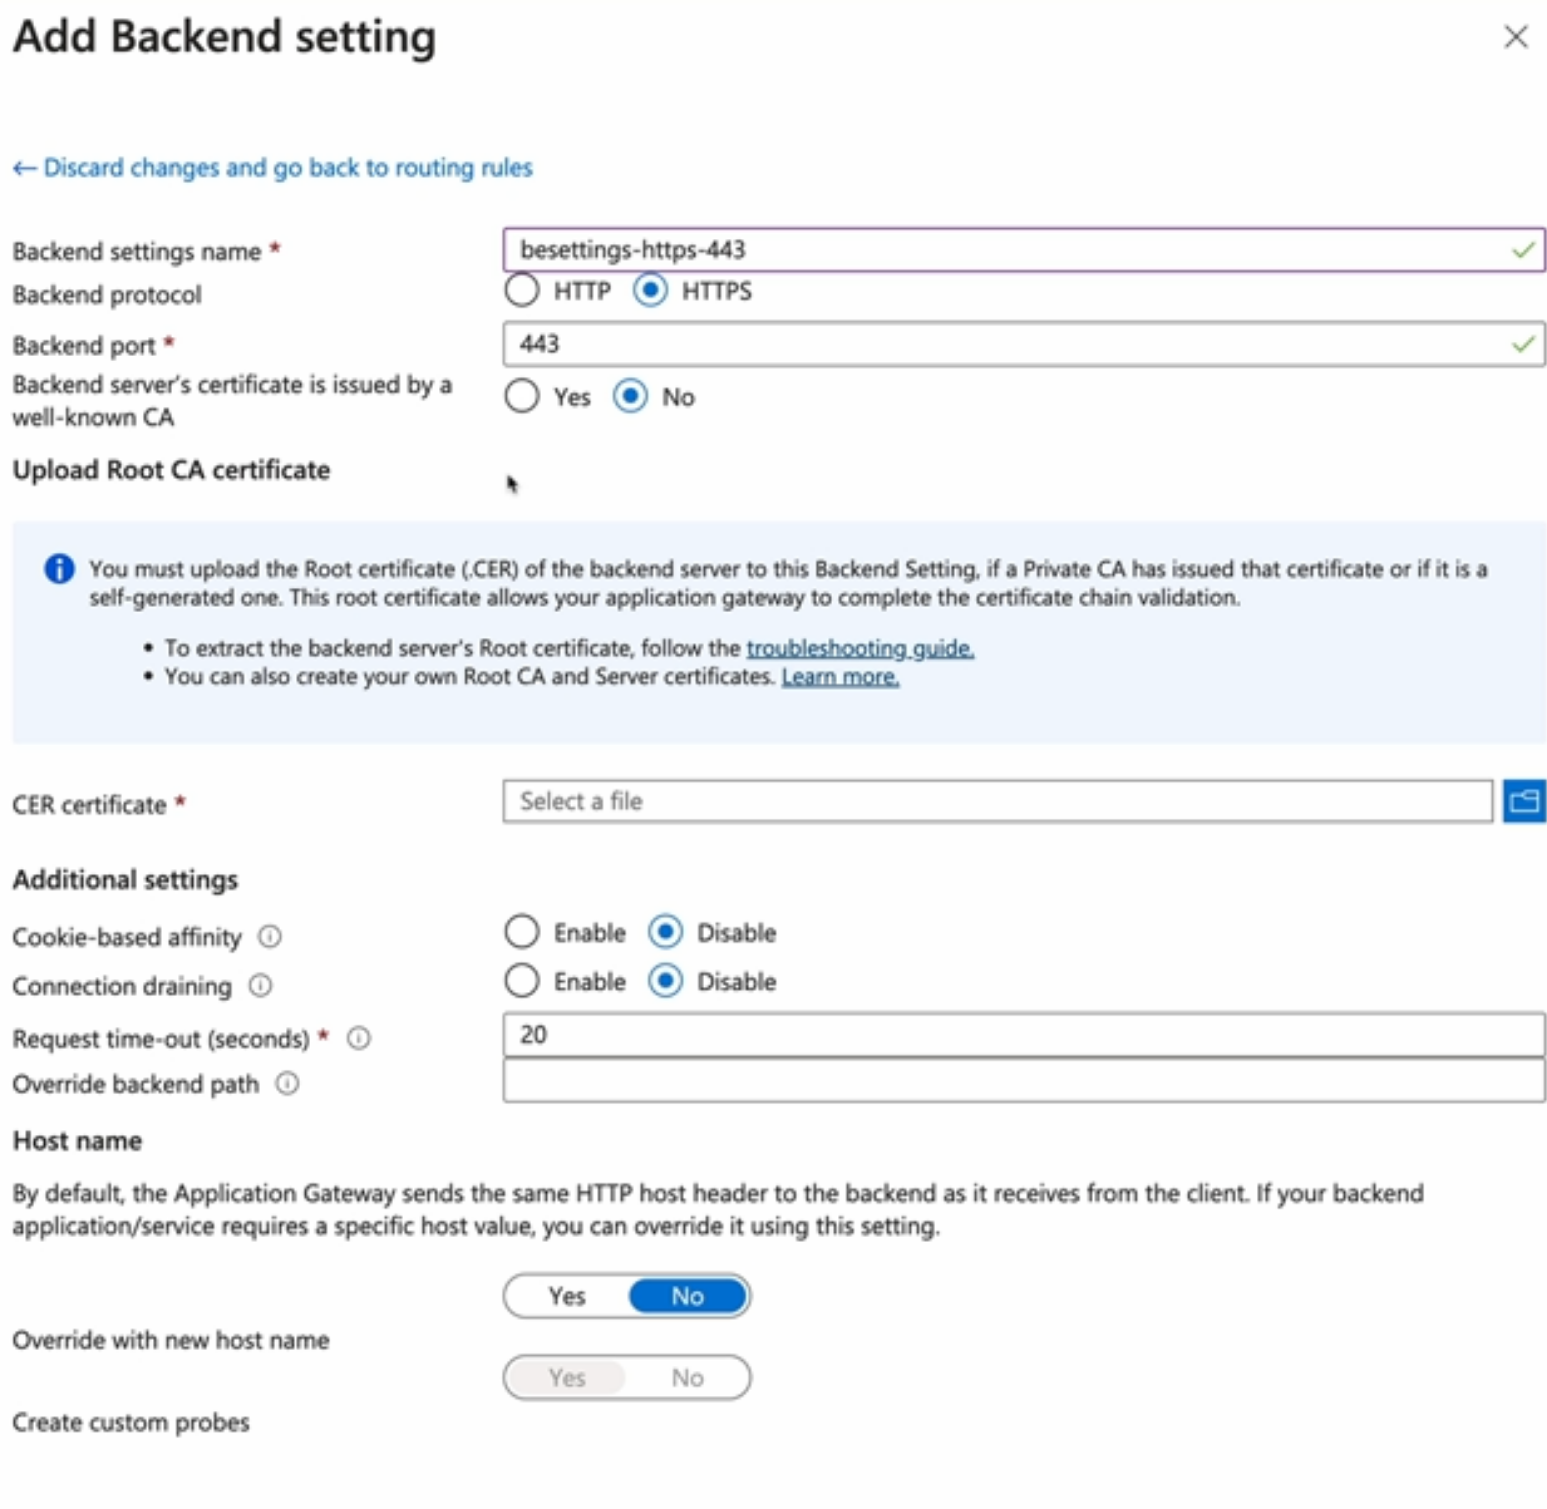 Add Backend setting
← Discard changes and go back to routing rules
Backend settings name *
besettings-https-443
Backend protocol
HTTP HTTPS
Backend port *
443
Backend server's certificate is issued by a
well-known CA
Yes No
Upload Root CA certificate
You must upload the Root certificate (.CER) of the backend server to this Backend Setting, if a Private CA has issued that certificate or if it is a
self-generated one. This root certificate allows your application gateway to complete the certificate chain validation.
• To extract the backend server's Root certificate, follow the troubleshooting guide.
• You can also create your own Root CA and Server certificates. Learn more.
CER certificate *
Select a file
Additional settings
Cookie-based affinity
Enable Disable
Connection draining
Enable Disable
Request time-out (seconds) *
20
Override backend path
Host name
By default, the Application Gateway sends the same HTTP host header to the backend as it receives from the client. If your backend
application/service requires a specific host value, you can override it using this setting.
Yes No
Override with new host name
Yes No
Create custom probes